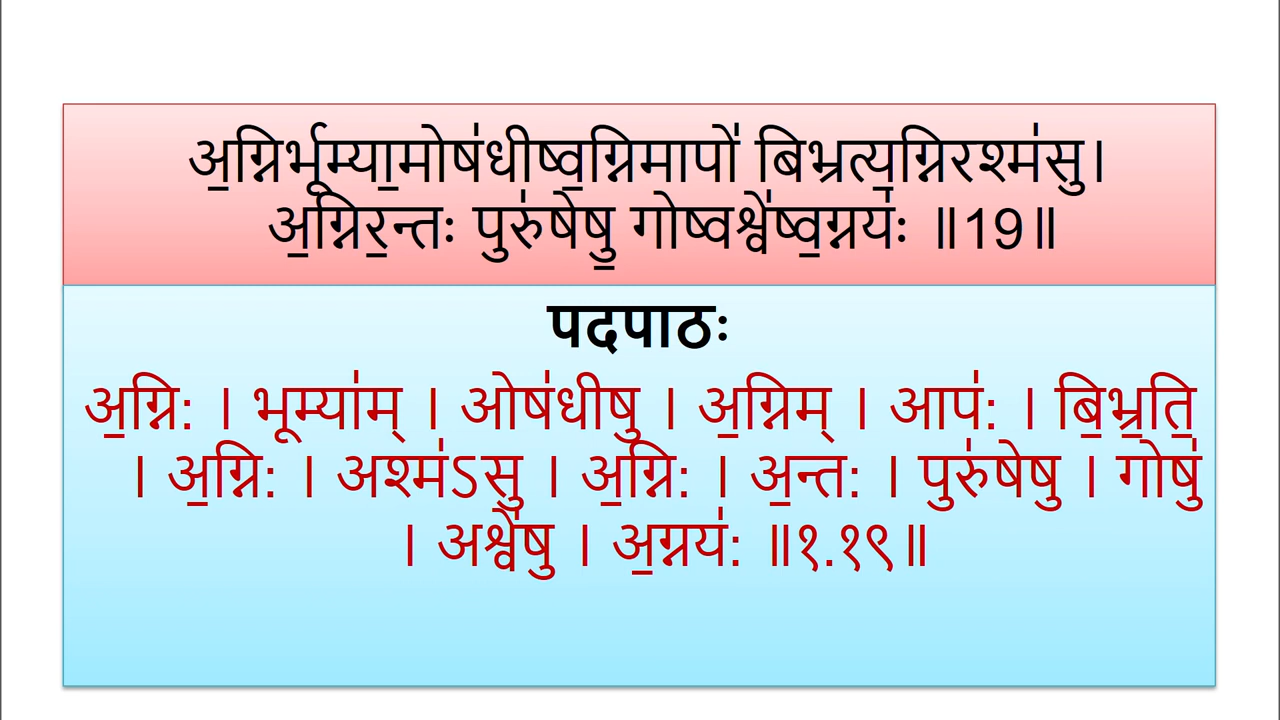 अ॒ग्निर्भूम्या॒मोष॑धीष्व॒ग्निमापो॑ बिभ्रत्य॒ग्निरश्म॑सु।
अ॒ग्निर॒न्तः पुरु॑षेषु॒ गोष्वश्वे॑ष्व॒ग्नयः॑ ॥19॥
पदपाठः
अ॒ग्नि: । भूम्या॑म् । ओष॑धीषु । अ॒ग्निम् । आप॑: । बि॒भ्र॒ति॒
। अ॒ग्नि: । अश्म॑ऽसु । अ॒ग्नि: । अ॒न्त: । पुरु॑षेषु । गोषु॑
। अश्वे॑षु । अ॒ग्नय॑: ॥१.१९॥